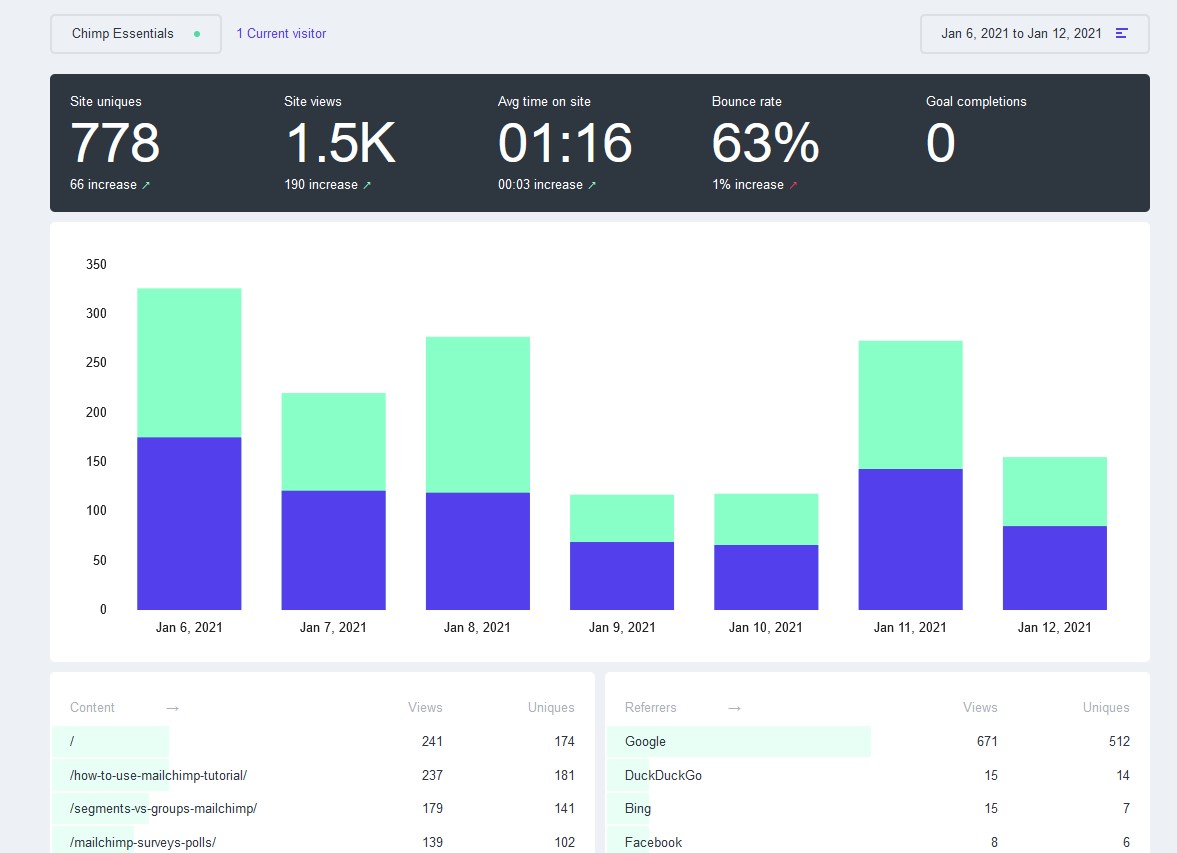 Chimp Essentials 1 Current visitor Jan 6, 2021 to Jan 12, 2021
Site uniques Site views Avg time on site Bounce rate Goal completions
778 1.5K 01:16 63% 0
66 increase ↗ 190 increase ↗ 00:03 increase ↗ 1% increase ↗
350
300
250
200
150
100
50
0
Jan 6, 2021 Jan 7, 2021 Jan 8, 2021 Jan 9, 2021 Jan 10, 2021 Jan 11, 2021 Jan 12, 2021
Content → Views Uniques
/ 241 174
/how-to-use-mailchimp-tutorial/ 237 181
/segments-vs-groups-mailchimp/ 179 141
/mailchimp-surveys-polls/ 139 102
Referrers → Views Uniques
Google 671 512
DuckDuckGo 15 14
Bing 15 7
Facebook 8 6